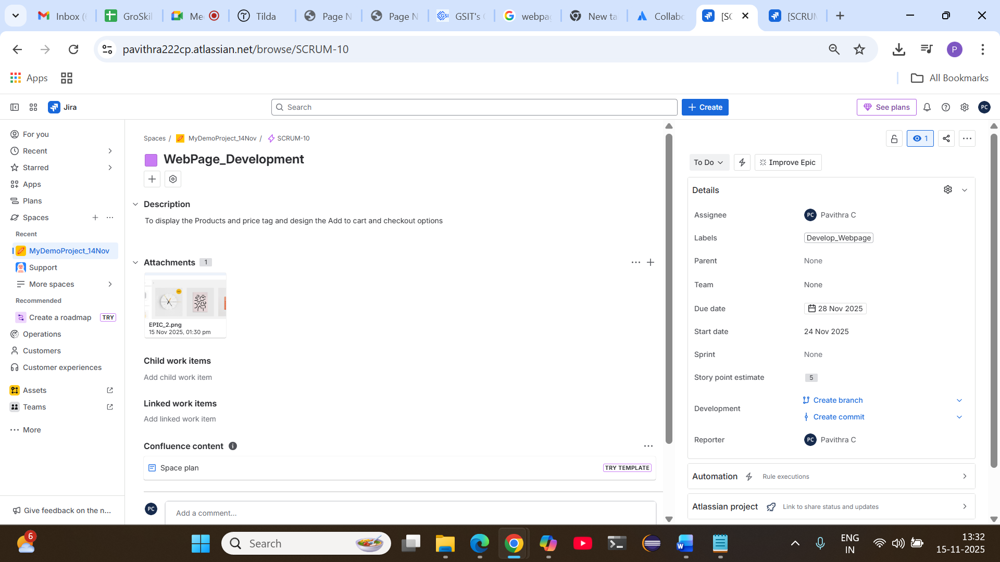 Inbox (6
GroSkil
Me
Tilda
Page N
Page N
GSIT's
webpa
New ta
Collabo
[SC
[SCRUM
pavithra222cp.atlassian.net/browse/SCRUM-10
P
Apps
All Bookmarks
Jira
Search
Create
See plans
PC
For you
Recent
Starred
Apps
Plans
Spaces
Recent
MyDemoProject_14Nov
Support
More spaces
Recommended
Create a roadmap TRY
Operations
Customers
Customer experiences
Assets
Teams
More
Give feedback on the n...
Spaces / MyDemoProject_14Nov / SCRUM-10
WebPage_Development
Description
To display the Products and price tag and design the Add to cart and checkout options
Attachments 1
EPIC_2.png
15 Nov 2025, 01:30 pm
Child work items
Add child work item
Linked work items
Add linked work item
Confluence content
Space plan TRY TEMPLATE
PC
Add a comment...
1
To Do
Improve Epic
Details
Assignee PC Pavithra C
Labels Develop_Webpage
Parent None
Team None
Due date 28 Nov 2025
Start date 24 Nov 2025
Sprint None
Story point estimate 5
Development Create branch
Create commit
Reporter PC Pavithra C
Automation Rule executions
Atlassian project Link to share status and updates
6
Search
ENG
IN
13:32
15-11-2025